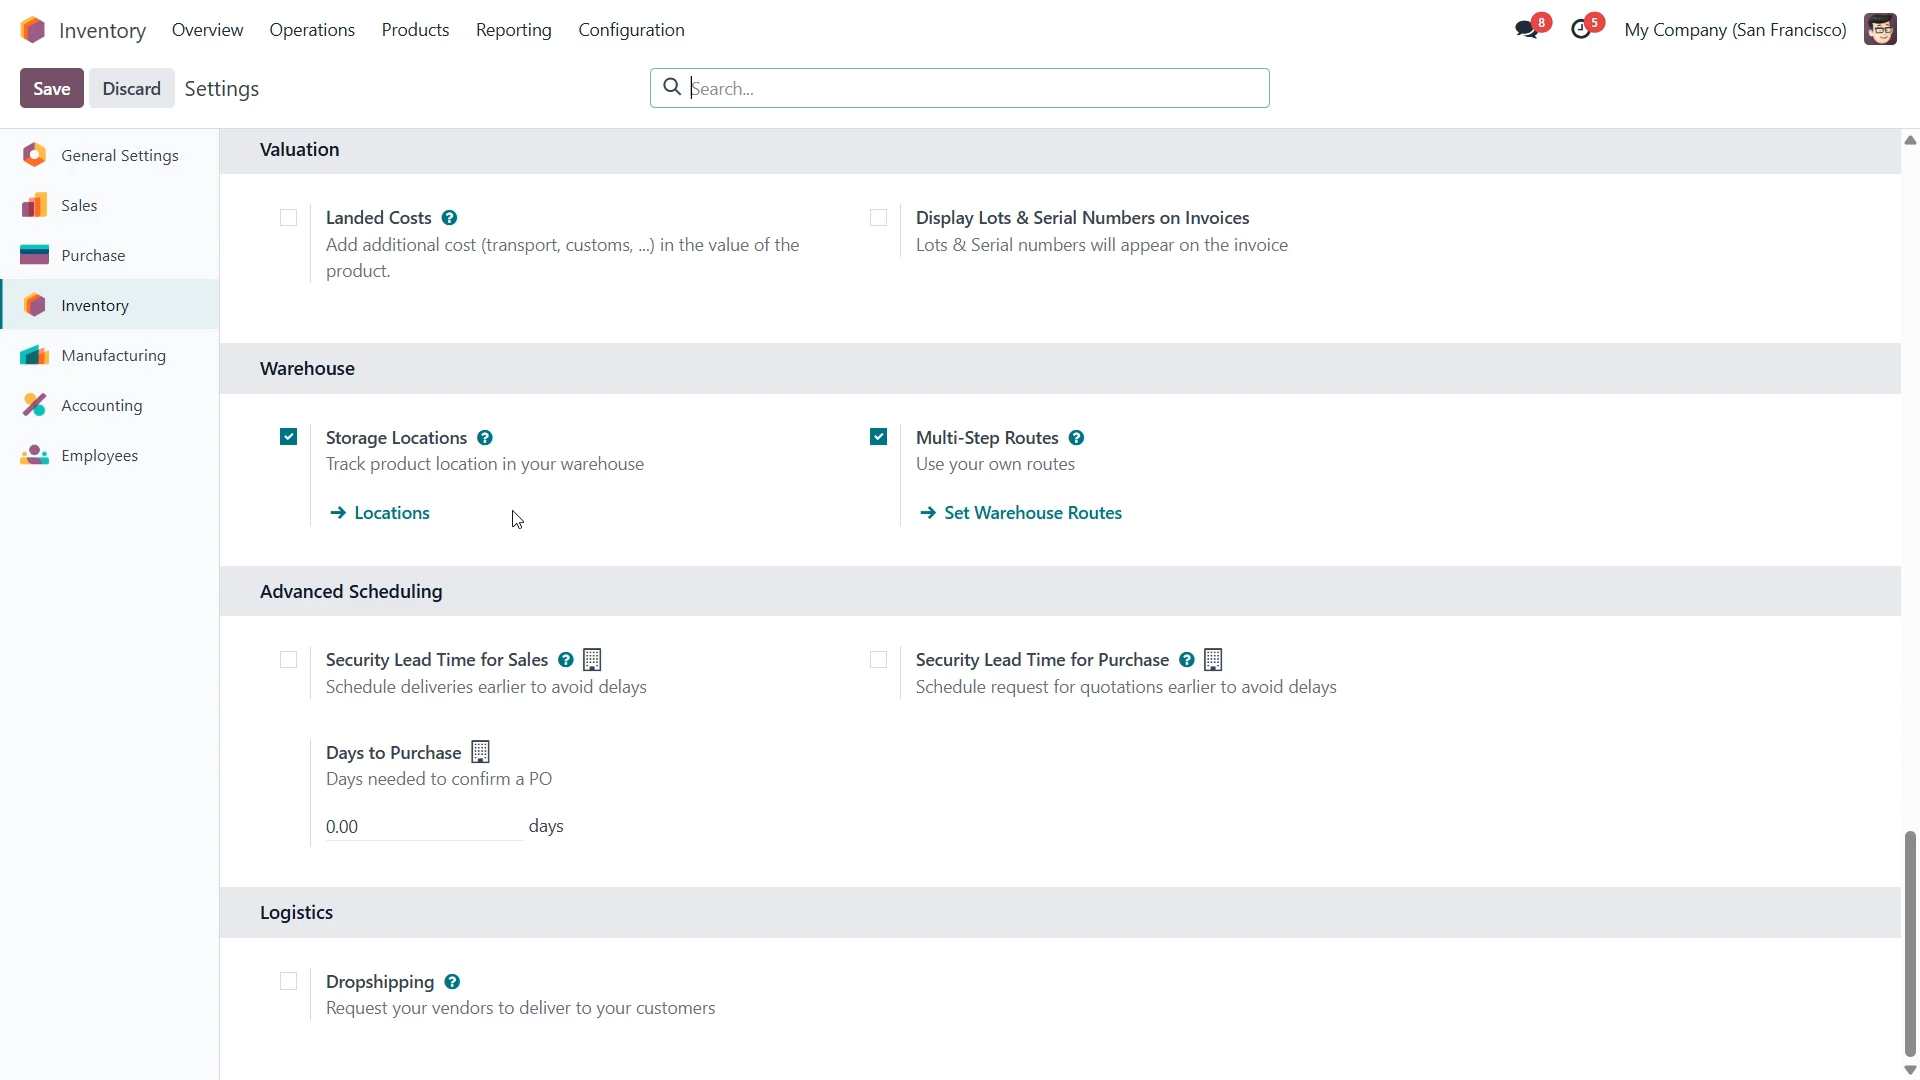 Inventory Overview Operations Products Reporting Configuration 8 5 My Company (San Francisco)
Save Discard Settings Search...
General Settings
Sales
Purchase
Inventory
Manufacturing
Accounting
Employees
Valuation
Landed Costs ?
Add additional cost (transport, customs, ...) in the value of the
product.
Display Lots & Serial Numbers on Invoices
Lots & Serial numbers will appear on the invoice
Warehouse
Storage Locations ?
Track product location in your warehouse
→ Locations
Multi-Step Routes ?
Use your own routes
→ Set Warehouse Routes
Advanced Scheduling
Security Lead Time for Sales ?
Schedule deliveries earlier to avoid delays
Security Lead Time for Purchase ?
Schedule request for quotations earlier to avoid delays
Days to Purchase
Days needed to confirm a PO
0.00 days
Logistics
Dropshipping ?
Request your vendors to deliver to your customers